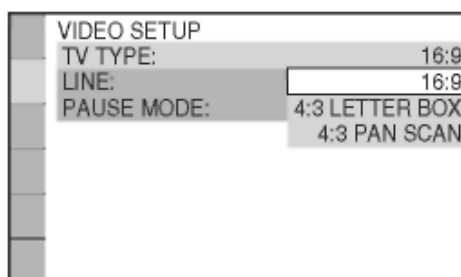 VIDEO SETUP
TV TYPE: 16:9
LINE: 16:9
PAUSE MODE: 4:3 LETTER BOX
4:3 PAN SCAN